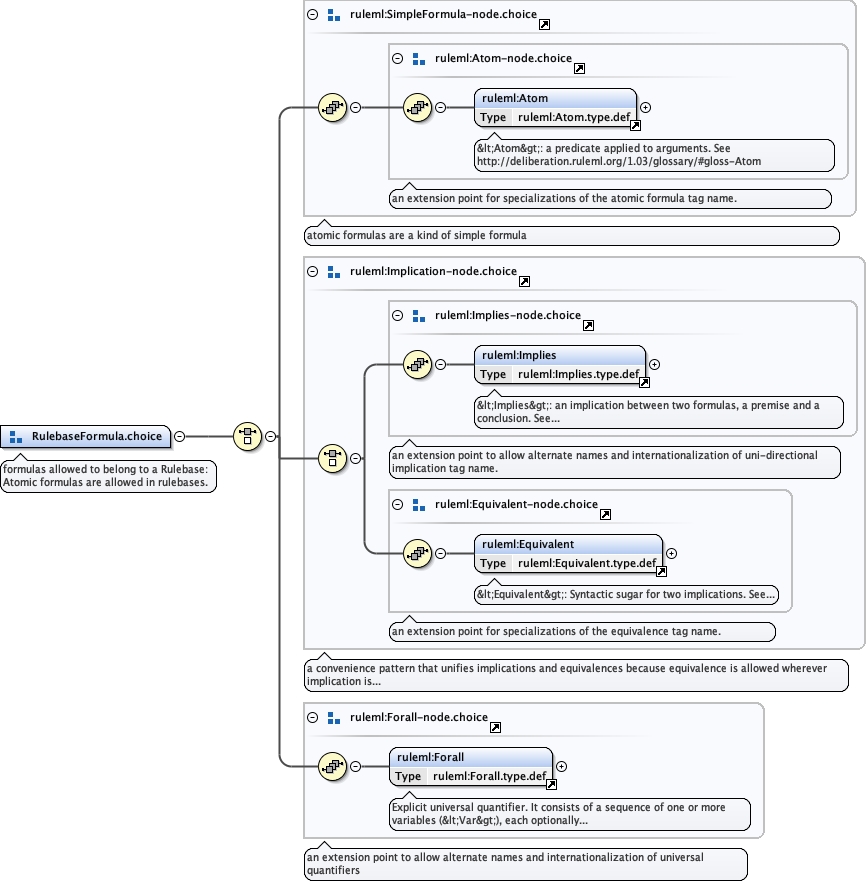 ruleml:SimpleFormula-node.choice
ruleml:Atom-node.choice
ruleml:Atom
Type ruleml:Atom.type.def
&lt;Atom&gt;: a predicate applied to arguments. See
http://deliberation.ruleml.org/1.03/glossary/#gloss-Atom
an extension point for specializations of the atomic formula tag name.
atomic formulas are a kind of simple formula
ruleml:Implication-node.choice
ruleml:Implies-node.choice
ruleml:Implies
Type ruleml:Implies.type.def
&lt;Implies&gt;: an implication between two formulas, a premise and a
conclusion. See...
RulebaseFormula.choice
formulas allowed to belong to a Rulebase:
Atomic formulas are allowed in rulebases.
an extension point to allow alternate names and internationalization of uni-directional
implication tag name.
ruleml:Equivalent-node.choice
ruleml:Equivalent
Type ruleml:Equivalent.type.def
&lt;Equivalent&gt;: Syntactic sugar for two implications. See...
an extension point for specializations of the equivalence tag name.
a convenience pattern that unifies implications and equivalences because equivalence is allowed wherever
implication is...
ruleml:Forall-node.choice
ruleml:Forall
Type ruleml:Forall.type.def
Explicit universal quantifier. It consists of a sequence of one or more
variables (&lt;Var&gt;), each optionally...
an extension point to allow alternate names and internationalization of universal
quantifiers